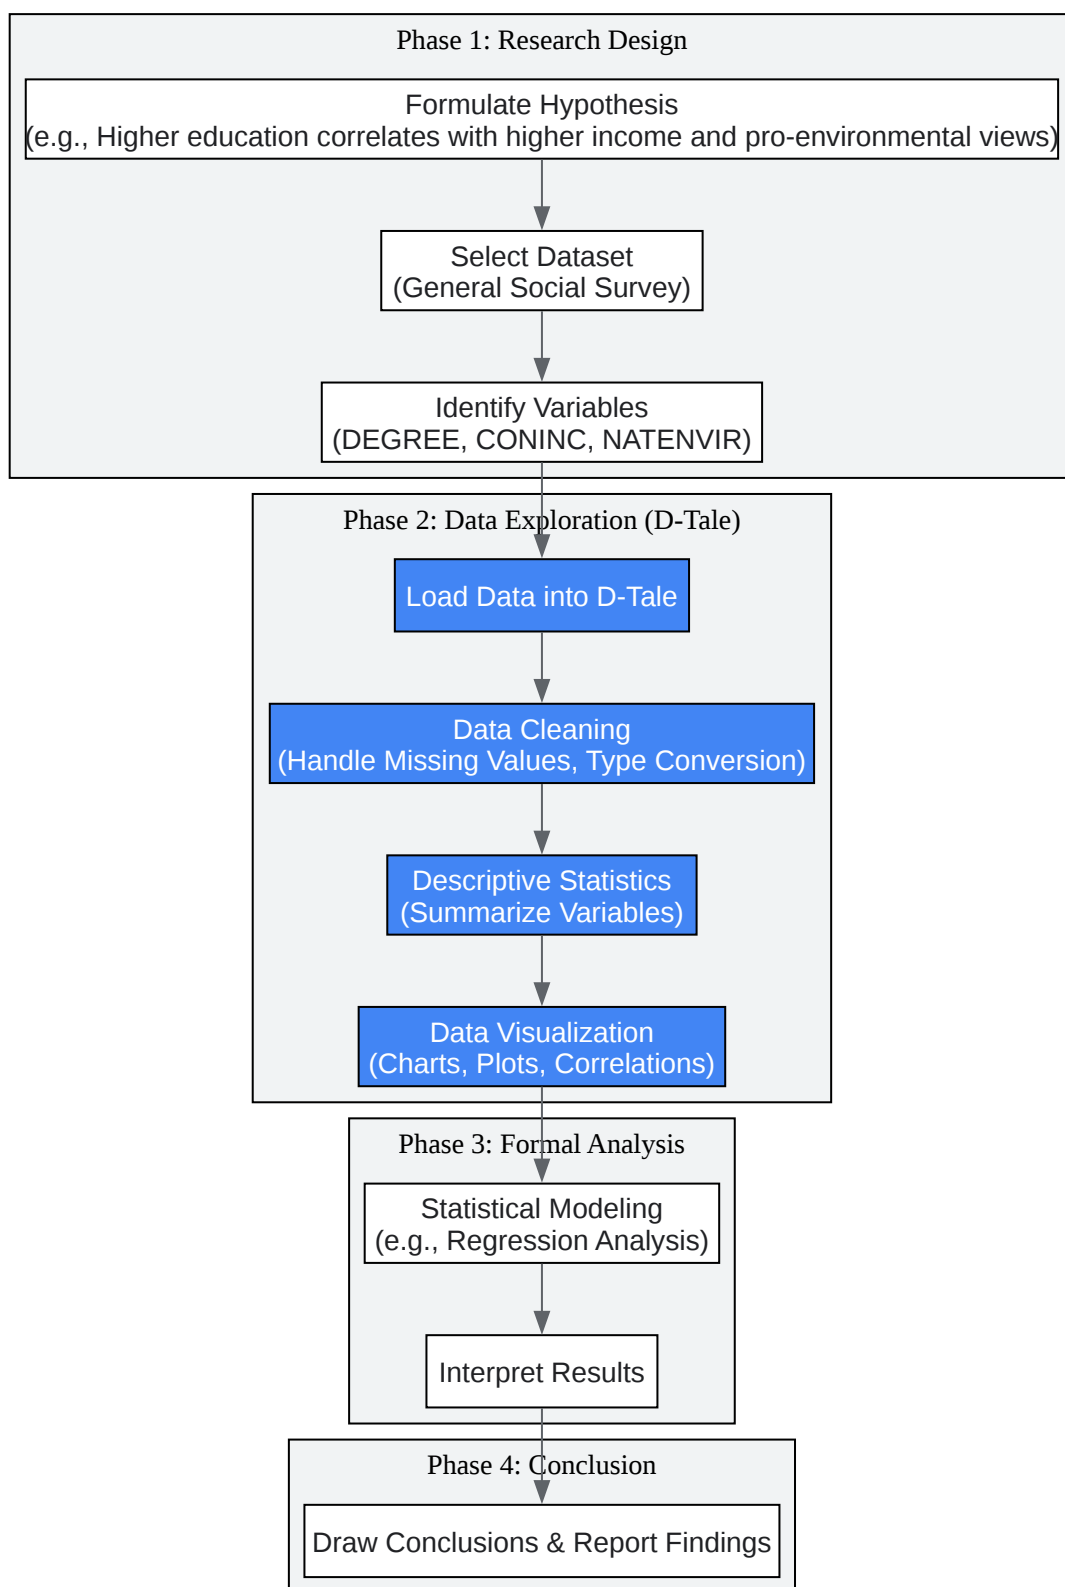 Phase 1: Research Design
Formulate Hypothesis
(e.g., Higher education correlates with higher income and pro-environmental views)
Select Dataset
(General Social Survey)
Identify Variables
(DEGREE, CONINC, NATENVIR)
Phase 2: Data Exploration (D-Tale)
Load Data into D-Tale
Data Cleaning
(Handle Missing Values, Type Conversion)
Descriptive Statistics
(Summarize Variables)
Data Visualization
(Charts, Plots, Correlations)
Phase 3: Formal Analysis
Statistical Modeling
(e.g., Regression Analysis)
Interpret Results
Phase 4: Conclusion
Draw Conclusions & Report Findings